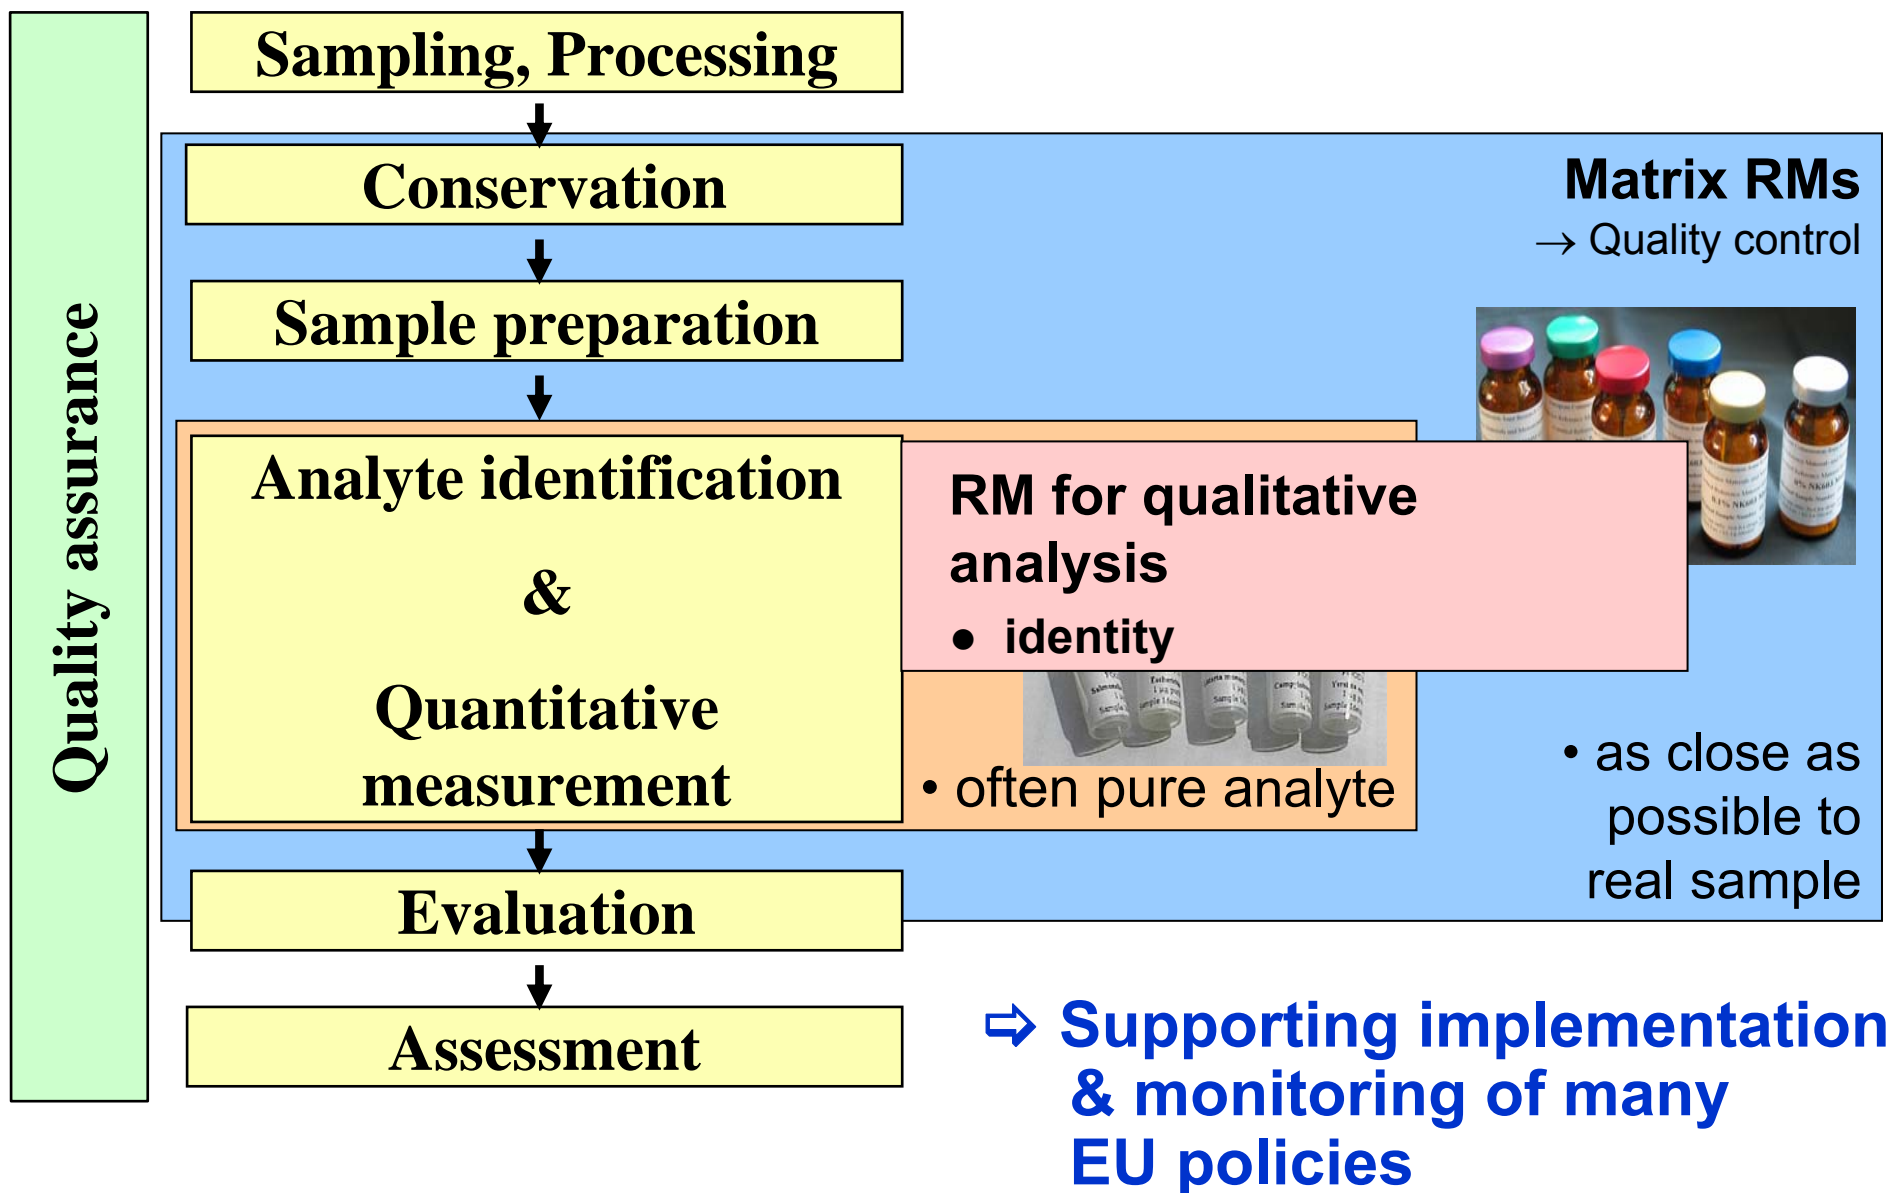 Quality assurance
Sampling, Processing
Conservation
Sample preparation
Analyte identification
&
Quantitative
measurement
Evaluation
Assessment
Matrix RMs
→ Quality control
RM for qualitative
analysis
● identity
• often pure analyte
• as close as
possible to
real sample
⇨ Supporting implementation
& monitoring of many
EU policies